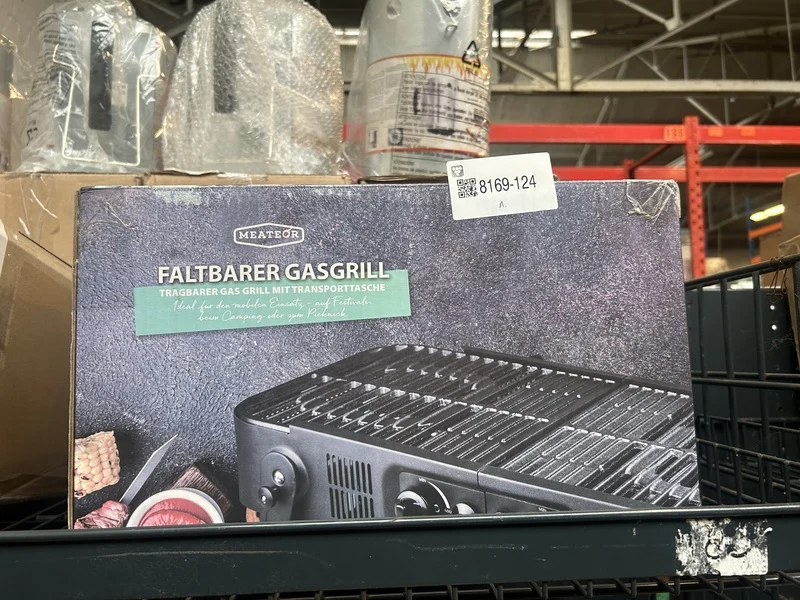 8169-124
MEATEOR
FALTBARER GASGRILL
TRAGBARER GAS GRILL MIT TRANSPORTTASCHE
Ideal für den mobilen Einsatz - auf Festivals,
beim Camping oder zum Picknick